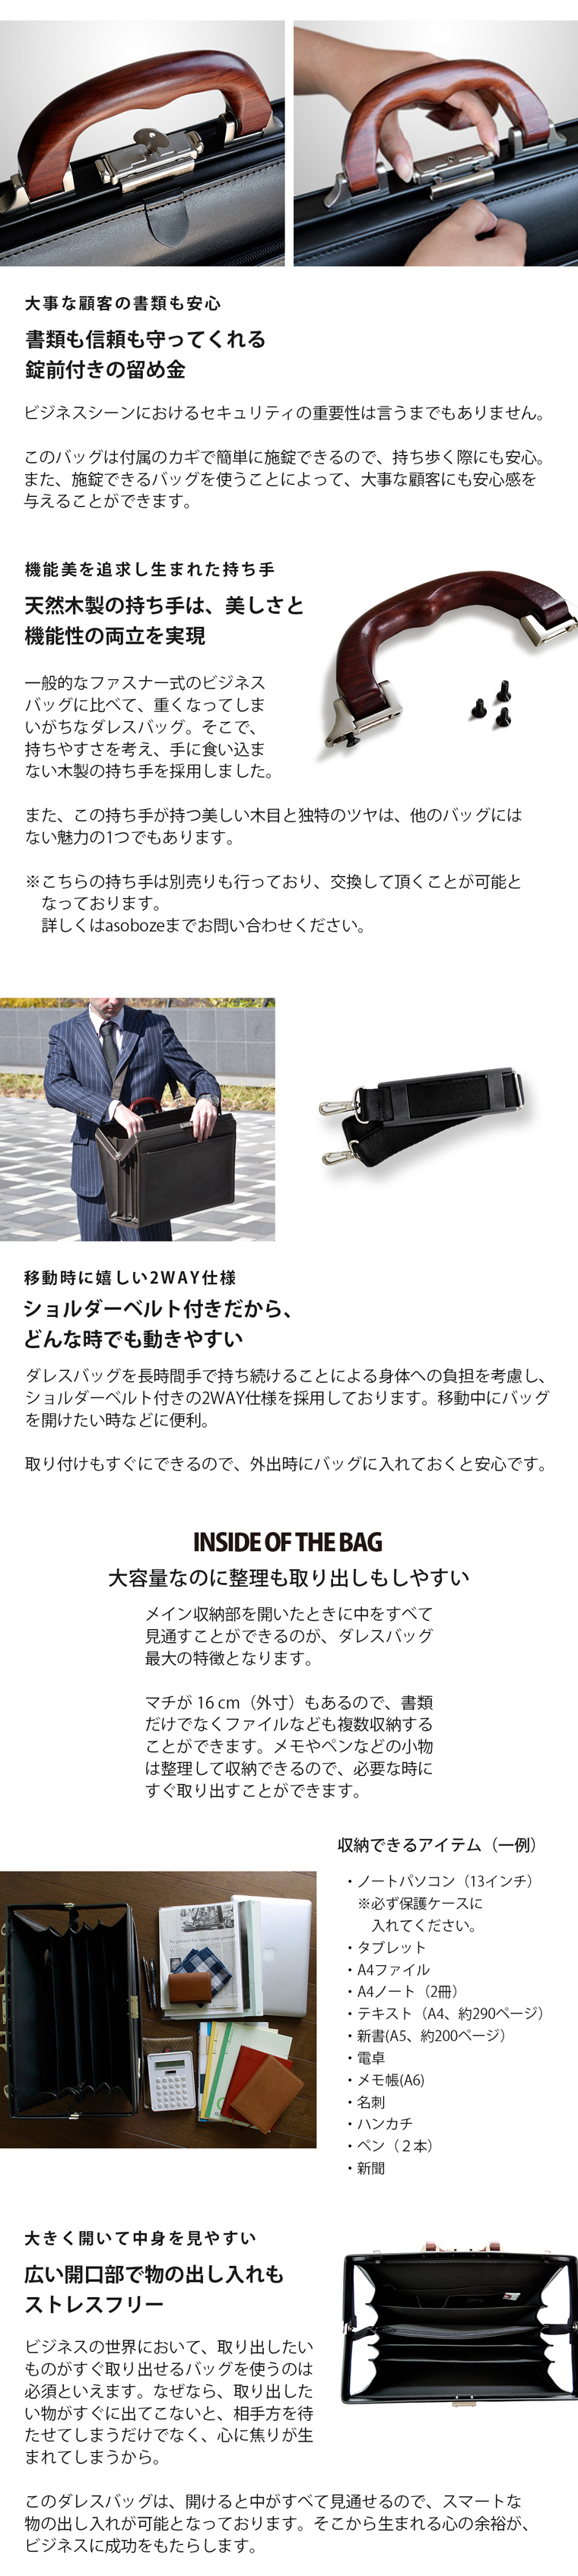 大事な顧客の書類も安心
書類も信頼も守ってくれる
錠前付きの留め金
ビジネスシーンにおけるセキュリティの重要性は言うまでもありません。
このバッグは付属のカギで簡単に施錠できるので、持ち歩く際にも安心。
また、施錠できるバッグを使うことによって、大事な顧客にも安心感を
与えることができます。
機能美を追求し生まれた持ち手
天然木製の持ち手は、美しさと
機能性の両立を実現
一般的なファスナー式のビジネス
バッグに比べて、重くなってしま
いがちなダレスバッグ。そこで、
持ちやすさを考え、手に食い込ま
ない木製の持ち手を採用しました。
また、この持ち手が持つ美しい木目と独特のツヤは、他のバッグには
ない魅力の1つでもあります。
※こちらの持ち手は別売りも行っており、交換して頂くことが可能と
なっております。
詳しくはasobozeまでお問い合わせください。
移動時に嬉しい2WAY仕様
ショルダーベルト付きだから、
どんな時でも動きやすい
ダレスバッグを長時間手で持ち続けることによる身体への負担を考慮し、
ショルダーベルト付きの2WAY仕様を採用しております。移動中にバッグ
を開けたい時などに便利。
取り付けもすぐにできるので、外出時にバッグに入れておくと安心です。
INSIDE OF THE BAG
大容量なのに整理も取り出しもしやすい
メイン収納部を開いたときに中をすべて
見通すことができるのが、ダレスバッグ
最大の特徴となります。
マチが 16 cm（外寸）もあるので、書類
だけでなくファイルなども複数収納する
ことができます。メモやペンなどの小物
は整理して収納できるので、必要な時に
すぐ取り出すことができます。
収納できるアイテム（一例）
・ノートパソコン（13インチ）
※必ず保護ケースに
入れてください。
・タブレット
・A4ファイル
・A4ノート（2冊）
・テキスト（A4、約290ページ）
・新書(A5、約200ページ）
・電卓
・メモ帳(A6)
・名刺
・ハンカチ
・ペン（２本）
・新聞
大きく開いて中身を見やすい
広い開口部で物の出し入れも
ストレスフリー
ビジネスの世界において、取り出したい
ものがすぐ取り出せるバッグを使うのは
必須といえます。なぜなら、取り出した
い物がすぐに出てこないと、相手方を待
たせてしまうだけでなく、心に焦りが生
まれてしまうから。
このダレスバッグは、開けると中がすべて見通せるので、スマートな
物の出し入れが可能となっております。そこから生まれる心の余裕が、
ビジネスに成功をもたらします。